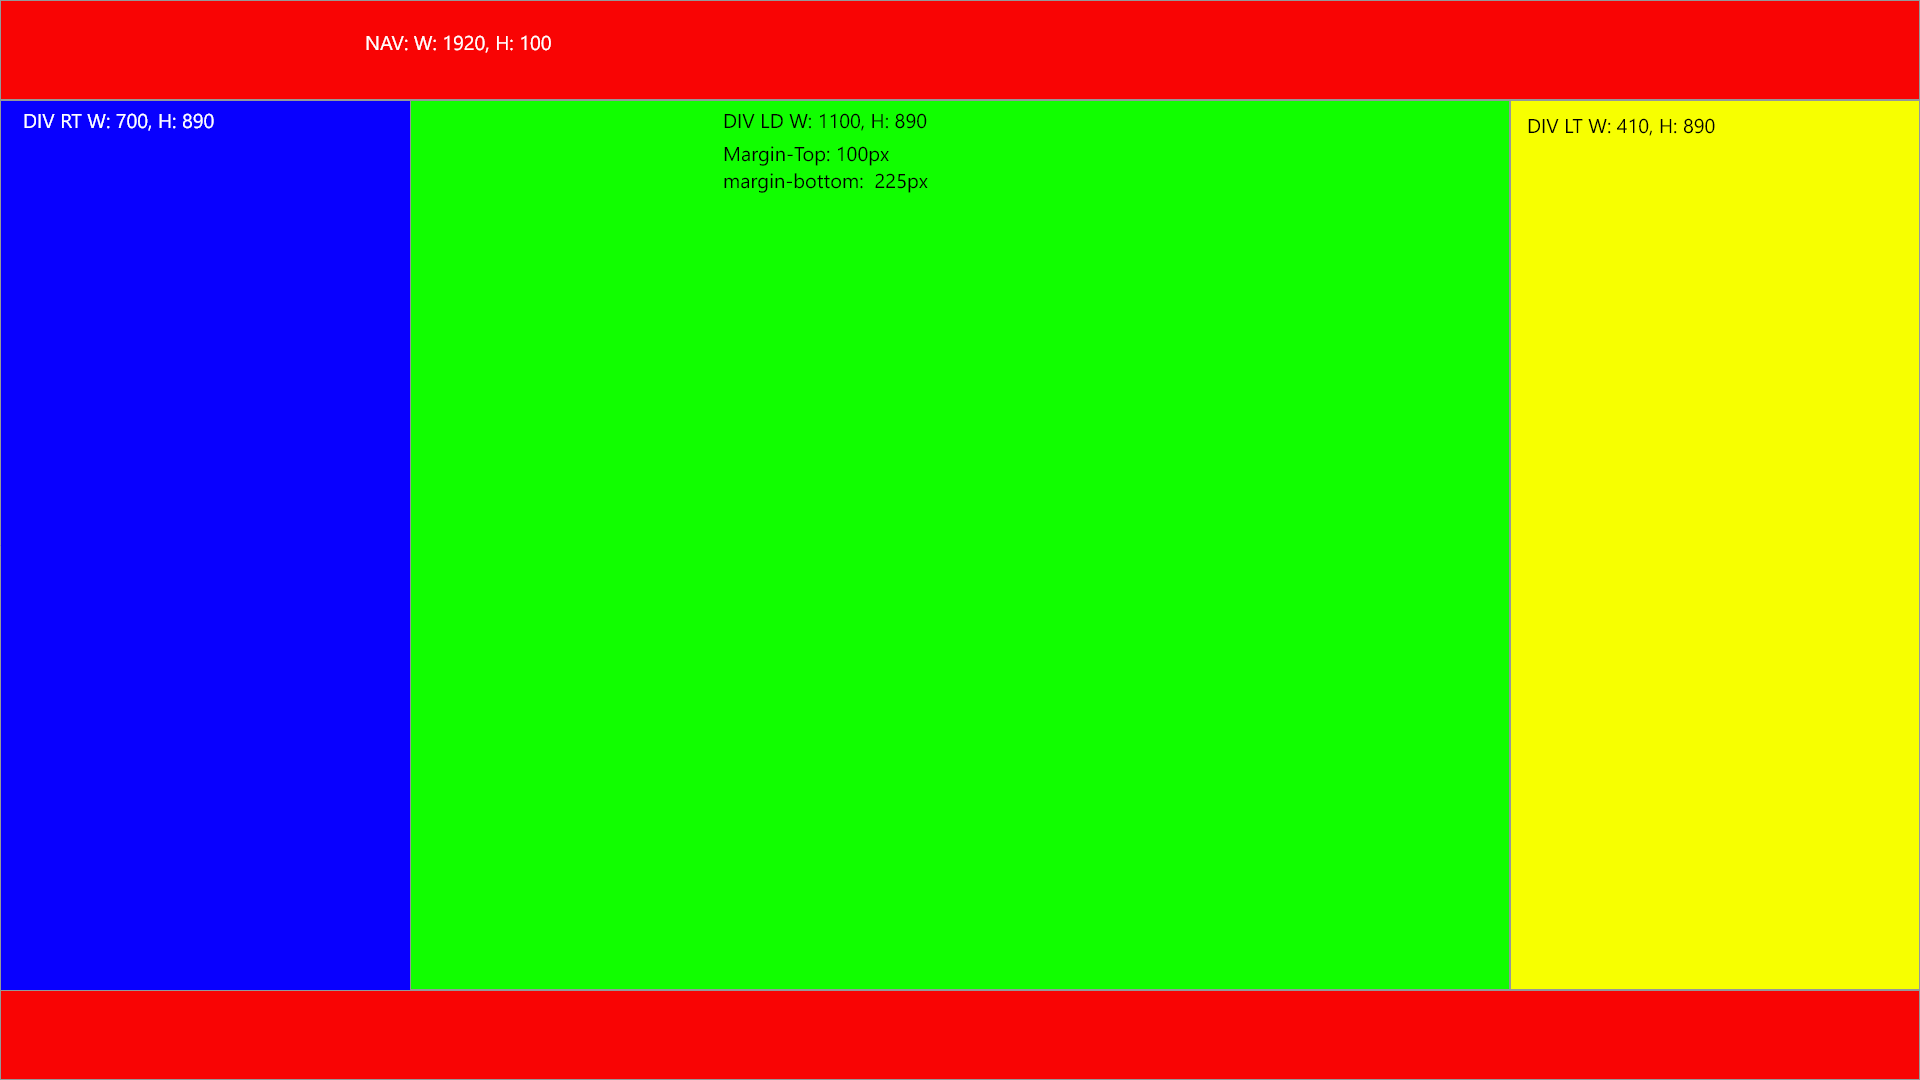 NAV: W: 1920, H: 100
DIV RT W: 700, H: 890
DIV LD W: 1100, H: 890
Margin-Top: 100px
margin-bottom:  225px
DIV LT W: 410, H: 890